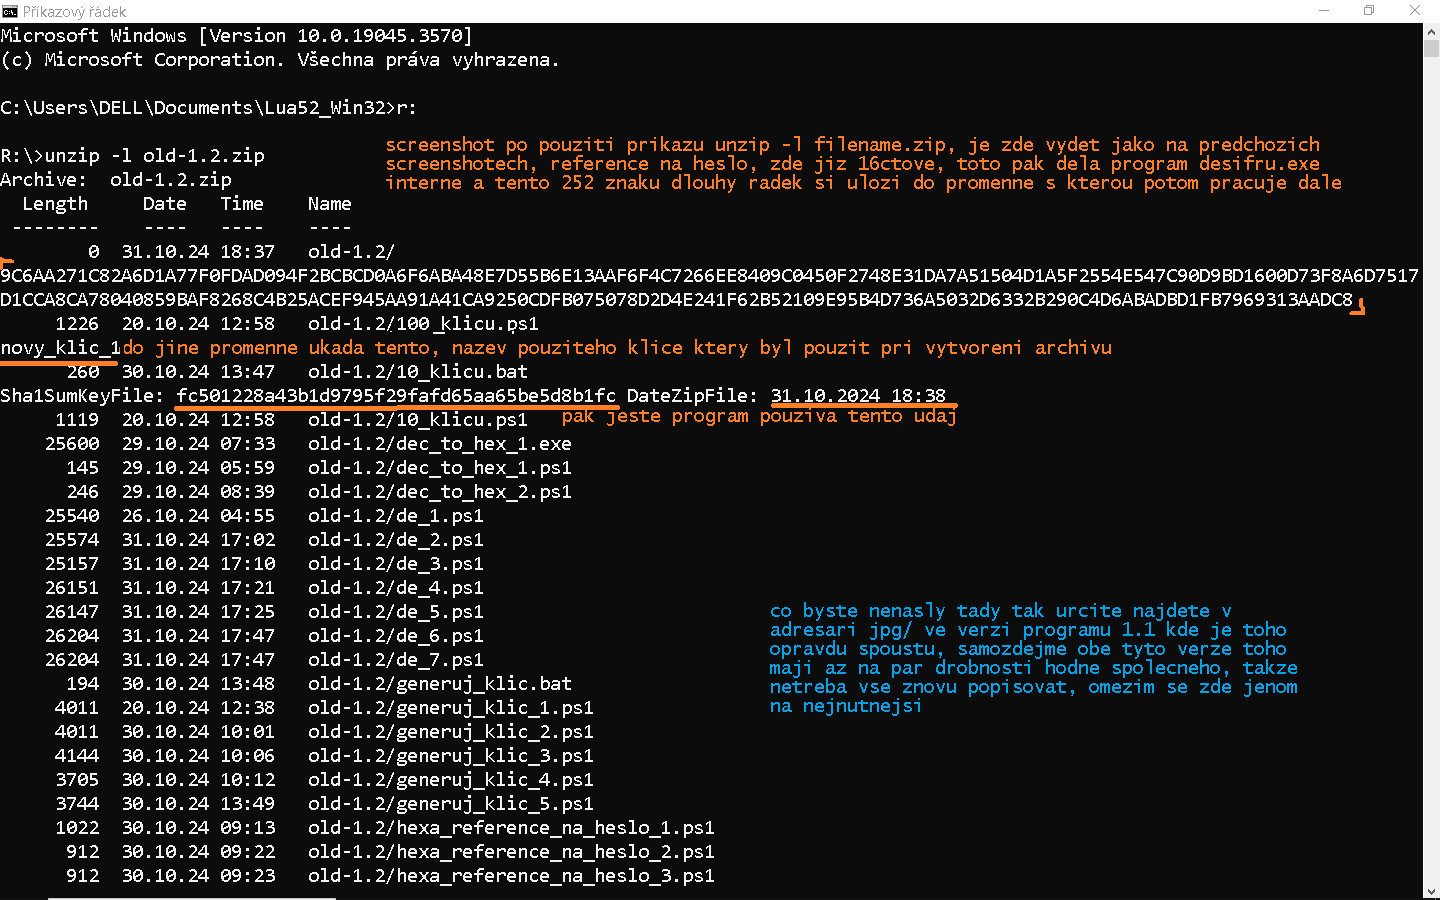 Příkazový řádek
Microsoft Windows [Version 10.0.19045.3570]
(c) Microsoft Corporation. Všechna práva vyhrazena.
C:\Users\DELL\Documents\Lua52_Win32>r:
screenshot po pouziti prikazu unzip -l filename.zip, je zde vydet jako na predchozich
screenshotech, reference na heslo, zde jiz 16ctove, toto pak dela program desifru.exe
interne a tento 252 znaku dlouhy radek si ulozi do promenne s kterou potom pracuje dale
R:\>unzip -l old-1.2.zip
Archive:  old-1.2.zip
  Length     Date   Time    Name
 --------    ----   ----    ----
        0  31.10.24 18:37   old-1.2/
9C6AA271C82A6D1A77F0FDAD094F2BCBCD0A6F6ABA48E7D55B6E13AAF6F4C7266EE8409C0450F2748E31DA7A51504D1A5F2554E547C90D9BD1600D73F8A6D7517
D1CCA8CA78040859BAF8268C4B25ACEF945AA91A41CA9250CDFB075078D2D4E241F62B52109E95B4D736A5032D6332B290C4D6ABADBD1FB7969313AADC8
     1226  20.10.24 12:58   old-1.2/100_klicu.ps1
novy_klic_1 do jine promenne ukada tento, nazev pouziteho klice ktery byl pouzit pri vytvoreni archivu
      260  30.10.24 13:47   old-1.2/10_klicu.bat
Sha1SumKeyFile: fc501228a43b1d9795f29fafd65aa65be5d8b1fc DateZipFile: 31.10.2024 18:38
     1119  20.10.24 12:58   old-1.2/10_klicu.ps1   pak jeste program pouziva tento udaj
    25600  29.10.24 07:33   old-1.2/dec_to_hex_1.exe
      145  29.10.24 05:59   old-1.2/dec_to_hex_1.ps1
      246  29.10.24 08:39   old-1.2/dec_to_hex_2.ps1
    25540  26.10.24 04:55   old-1.2/de_1.ps1
    25574  31.10.24 17:02   old-1.2/de_2.ps1
    25157  31.10.24 17:10   old-1.2/de_3.ps1
    26151  31.10.24 17:21   old-1.2/de_4.ps1
    26147  31.10.24 17:25   old-1.2/de_5.ps1
    26204  31.10.24 17:47   old-1.2/de_6.ps1
    26204  31.10.24 17:47   old-1.2/de_7.ps1
      194  30.10.24 13:48   old-1.2/generuj_klic.bat
     4011  20.10.24 12:38   old-1.2/generuj_klic_1.ps1
     4011  30.10.24 10:01   old-1.2/generuj_klic_2.ps1
     4144  30.10.24 10:06   old-1.2/generuj_klic_3.ps1
     3705  30.10.24 10:12   old-1.2/generuj_klic_4.ps1
     3744  30.10.24 13:49   old-1.2/generuj_klic_5.ps1
     1022  30.10.24 09:13   old-1.2/hexa_reference_na_heslo_1.ps1
      912  30.10.24 09:22   old-1.2/hexa_reference_na_heslo_2.ps1
      912  30.10.24 09:23   old-1.2/hexa_reference_na_heslo_3.ps1
co byste nenasly tady tak urcite najdete v
adresari jpg/ ve verzi programu 1.1 kde je toho
opravdu spoustu, samozdejme obe tyto verze toho
maji az na par drobnosti hodne spolecneho, takze
netreba vse znovu popisovat, omezim se zde jenom
na nejnutnejsi